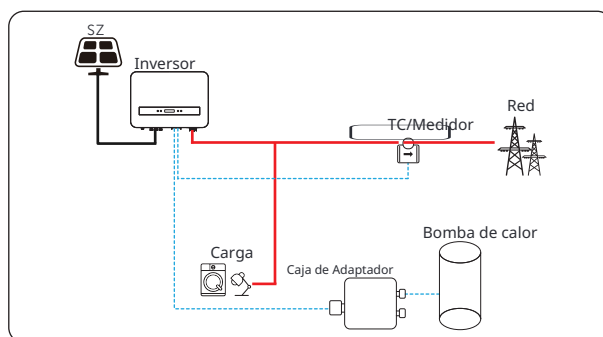 SZ
Inversor
TC/Medidor
Red
Carga
Caja de Adaptador
Bomba de calor